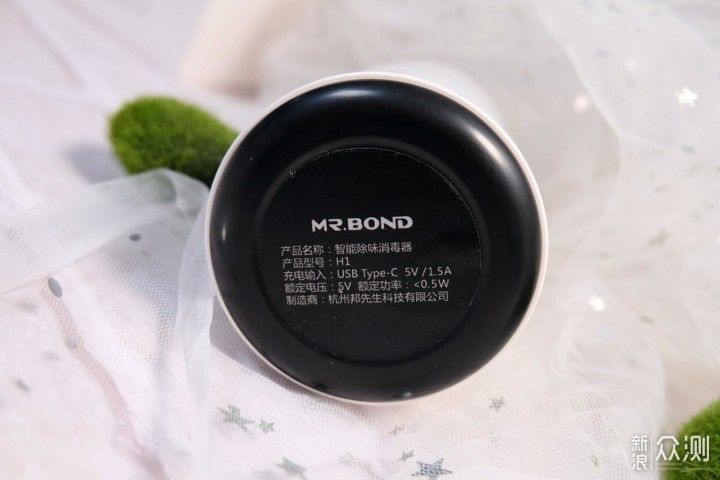 MR.BOND
产品名称：智能除味消毒器
产品型号：H1
充电输入：USB Type-C 5V/1.5A
额定电压：5V 额定功率：<0.5W
制造商：杭州邦先生科技有限公司
新浪众测